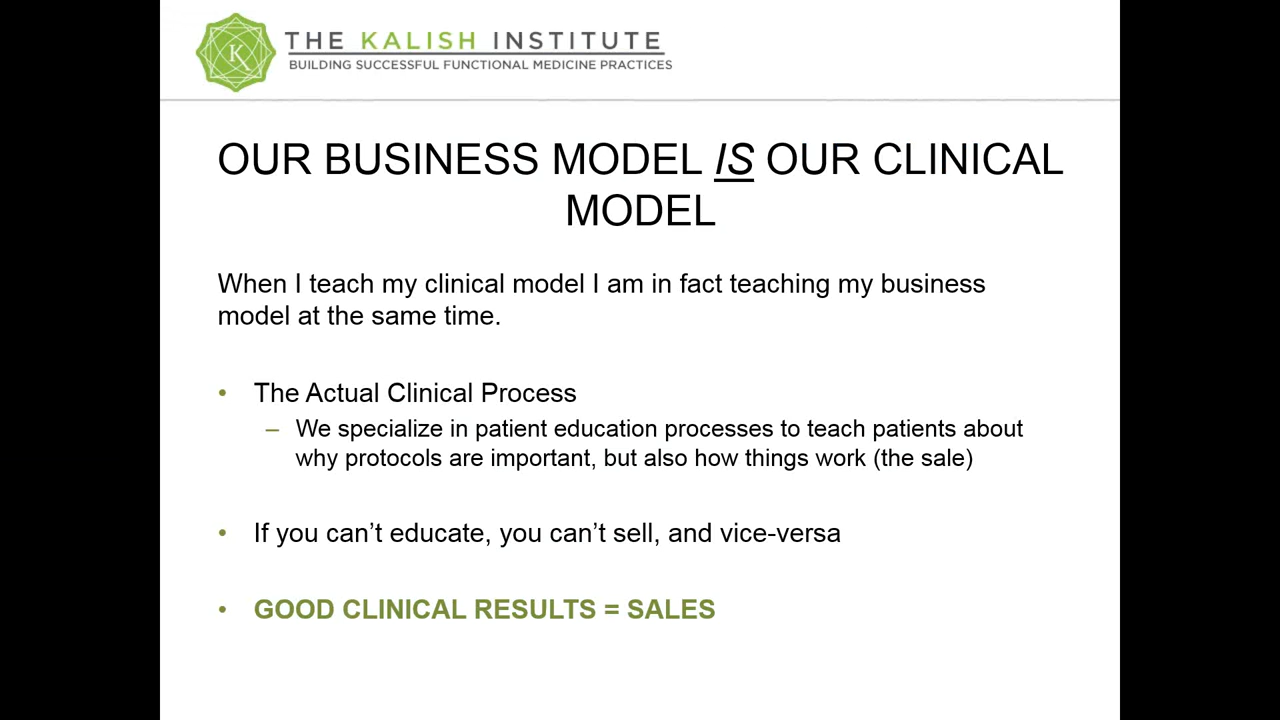 K
THE KALISH INSTITUTE
BUILDING SUCCESSFUL FUNCTIONAL MEDICINE PRACTICES
OUR BUSINESS MODEL IS OUR CLINICAL
MODEL
When I teach my clinical model I am in fact teaching my business
model at the same time.
• The Actual Clinical Process
– We specialize in patient education processes to teach patients about
why protocols are important, but also how things work (the sale)
• If you can’t educate, you can’t sell, and vice-versa
• GOOD CLINICAL RESULTS = SALES